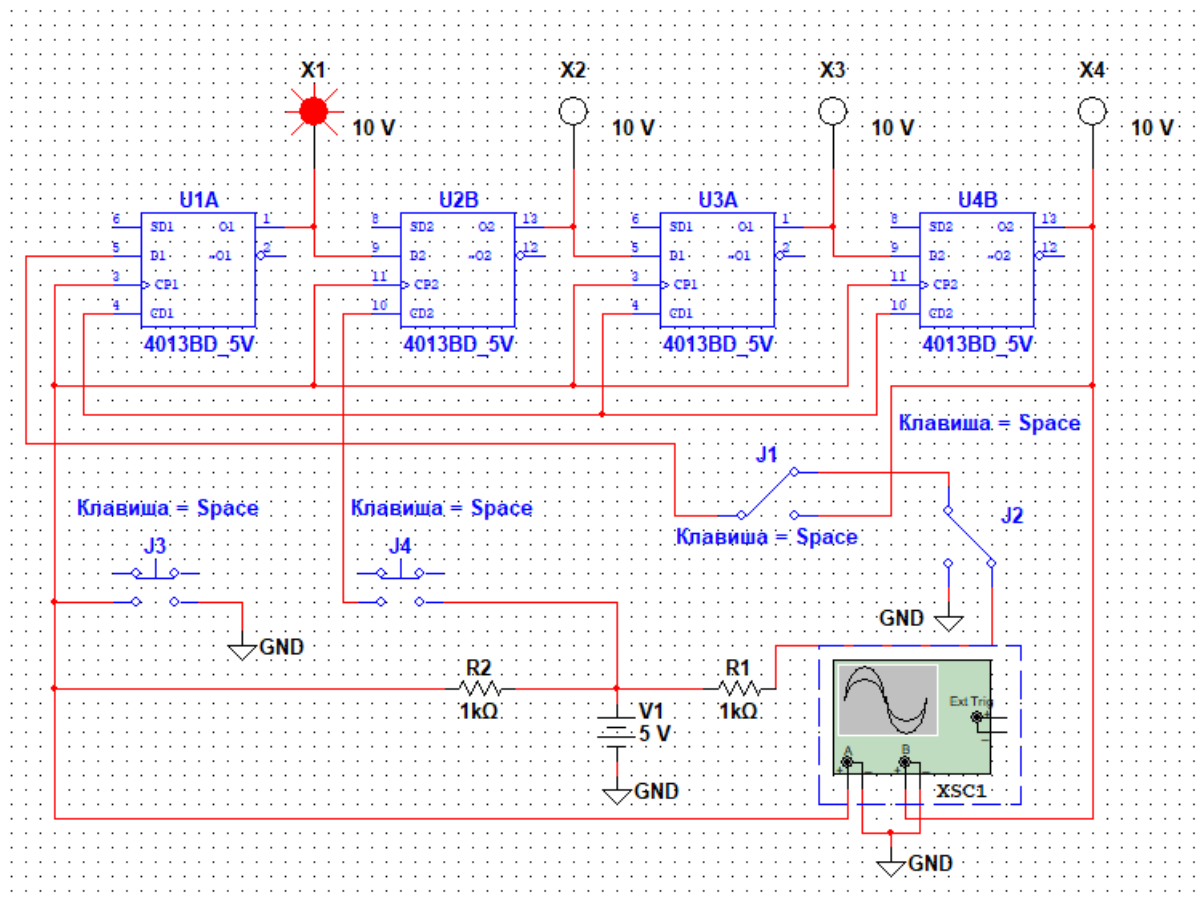 X1 X2 X3 X4
10 V 10 V 10 V 10 V
U1A U2B U3A U4B
6 SD1 O1 1 8 SD2 O2 13 6 SD1 O1 1 8 SD2 O2 13
5 D1 ~O1 2 9 D2 ~O2 12 5 D1 ~O1 2 9 D2 ~O2 12
3 CP1 11 CP2 3 CP1 11 CP2
4 CD1 10 CD2 4 CD1 10 CD2
4013BD_5V 4013BD_5V 4013BD_5V 4013BD_5V
Клавиша = Space
J1
Клавиша = Space Клавиша = Space
J2
Клавиша = Space
J3 J4
GND
GND
R2 R1
1kΩ 1kΩ
V1
5 V
Ext Trig
+
_
A B
+ _ + _
XSC1
GND
GND